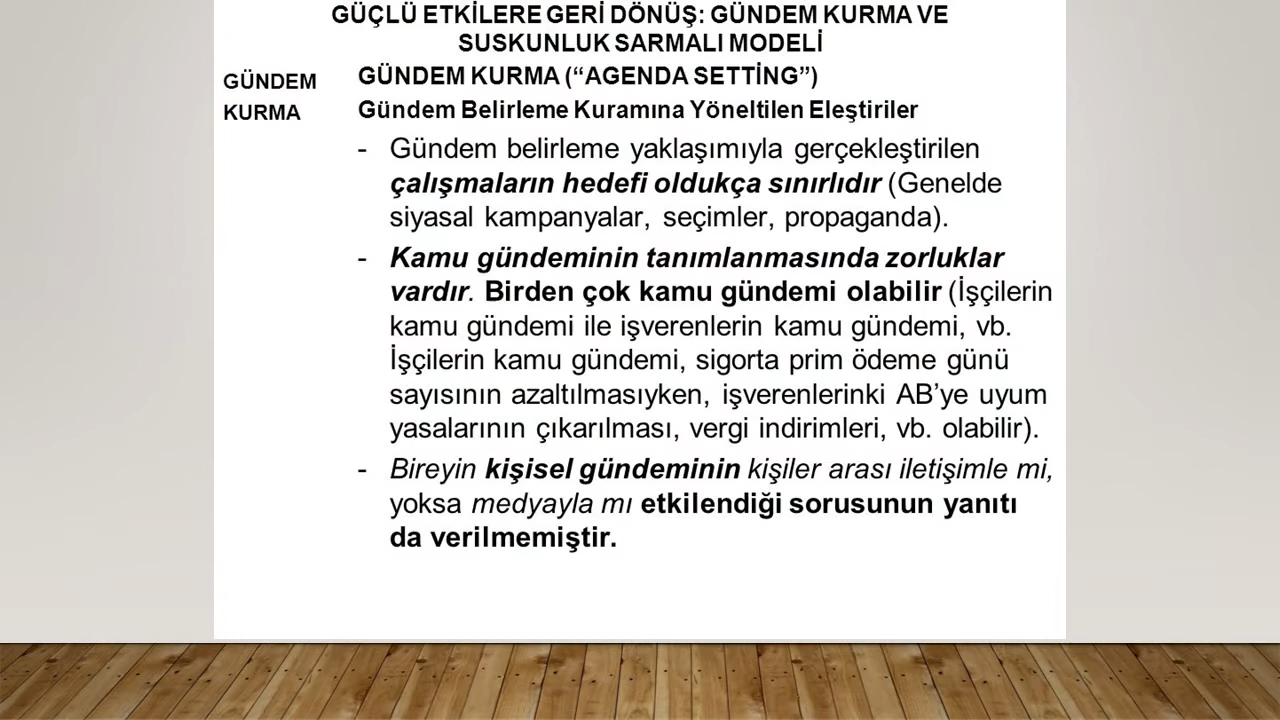 GÜÇLÜ ETKİLERE GERİ DÖNÜŞ: GÜNDEM KURMA VE
SUSKUNLUK SARMALI MODELİ
GÜNDEM
KURMA
GÜNDEM KURMA (“AGENDA SETTİNG”)
Gündem Belirleme Kuramına Yöneltilen Eleştiriler
- Gündem belirleme yaklaşımıyla gerçekleştirilen
çalışmaların hedefi oldukça sınırlıdır (Genelde
siyasal kampanyalar, seçimler, propaganda).
- Kamu gündeminin tanımlanmasında zorluklar
vardır. Birden çok kamu gündemi olabilir (İşçilerin
kamu gündemi ile işverenlerin kamu gündemi, vb.
İşçilerin kamu gündemi, sigorta prim ödeme günü
sayısının azaltılmasıyken, işverenlerinki AB’ye uyum
yasalarının çıkarılması, vergi indirimleri, vb. olabilir).
- Bireyin kişisel gündeminin kişiler arası iletişimle mi,
yoksa medyayla mı etkilendiği sorusunun yanıtı
da verilmemiştir.